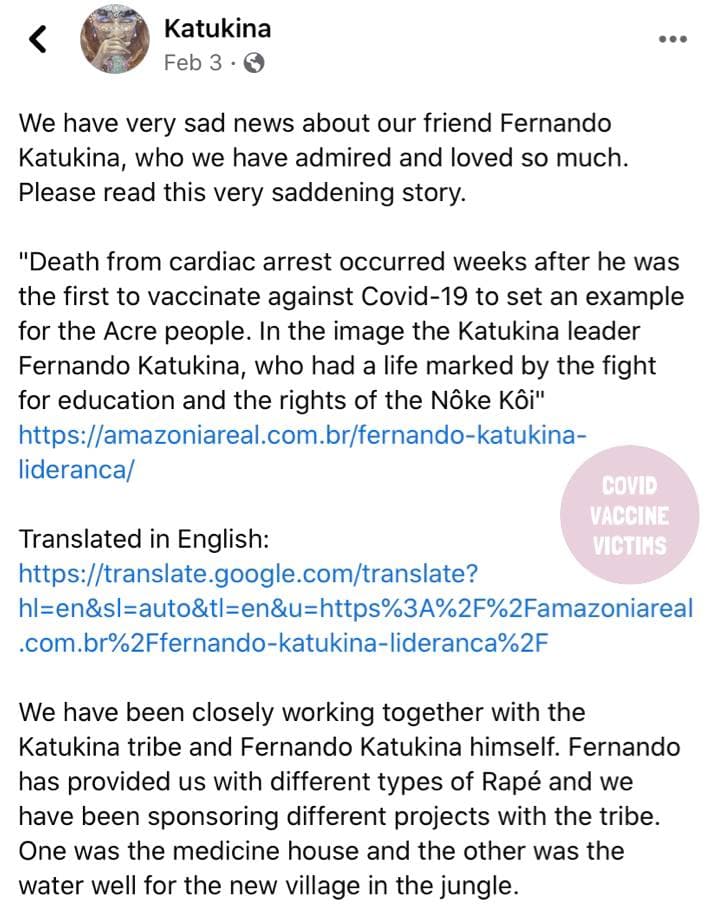 Katukina
Feb 3 ·
We have very sad news about our friend Fernando
Katukina, who we have admired and loved so much.
Please read this very saddening story.
"Death from cardiac arrest occurred weeks after he was
the first to vaccinate against Covid-19 to set an example
for the Acre people. In the image the Katukina leader
Fernando Katukina, who had a life marked by the fight
for education and the rights of the Nôke Kôi"
https://amazoniareal.com.br/fernando-katukina-
lideranca/
COVID
VACCINE
VICTIMS
Translated in English:
https://translate.google.com/translate?
hl=en&sl=auto&tl=en&u=https%3A%2F%2Famazoniareal
.com.br%2Ffernando-katukina-lideranca%2F
We have been closely working together with the
Katukina tribe and Fernando Katukina himself. Fernando
has provided us with different types of Rapé and we
have been sponsoring different projects with the tribe.
One was the medicine house and the other was the
water well for the new village in the jungle.